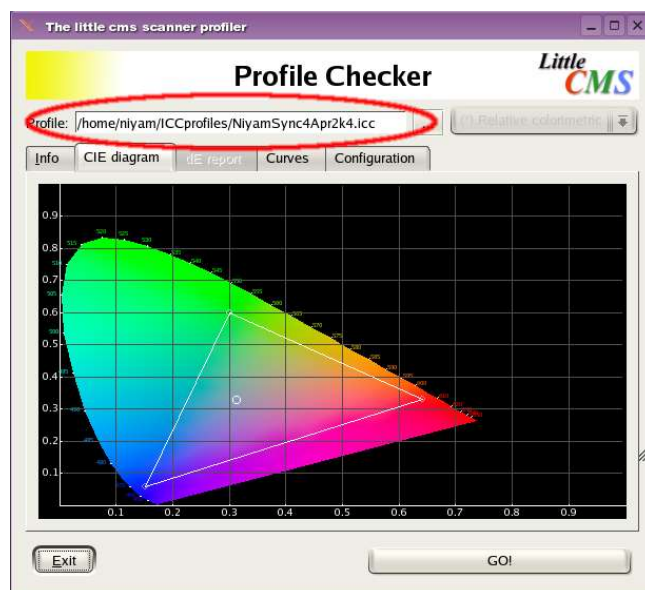 The little cms scanner profiler
Profile Checker
Little
CMS
Profile: /home/niyam/ICCprofiles/NiyamSync4Apr2k4.icc ... (!) Relative colorimetric
Info CIE diagram dE report Curves Configuration
0.9
0.8
0.7
0.6
0.5
0.4
0.3
0.2
0.1
0.1 0.2 0.3 0.4 0.5 0.6 0.7 0.8 0.9
Exit GO!